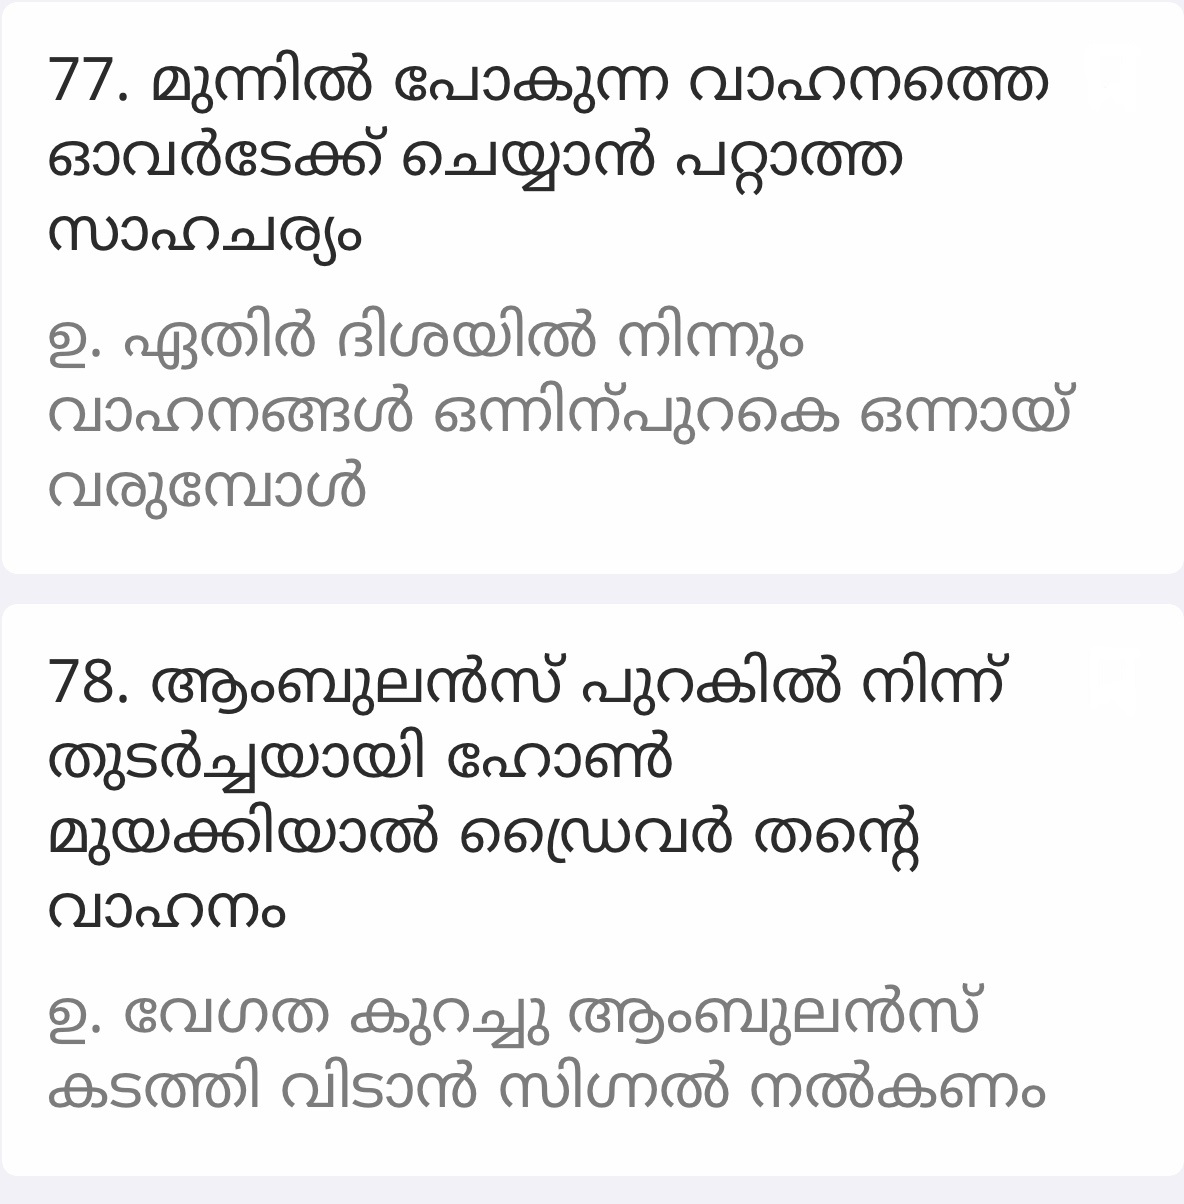 77. മുന്നിൽ പോകുന്ന വാഹനത്തെ
ഓവർടേക്ക് ചെയ്യാൻ പറ്റാത്ത
സാഹചര്യം
ഉ. ഏതിർ ദിശയിൽ നിന്നും
വാഹനങ്ങൾ ഒന്നിന്പുറകെ ഒന്നായ്
വരുമ്പോൾ
78. ആംബുലൻസ് പുറകിൽ നിന്ന്
തുടർച്ചയായി ഹോൺ
മുയക്കിയാൽ ഡ്രൈവർ തന്റെ
വാഹനം
ഉ. വേഗത കുറച്ചു ആംബുലൻസ്
കടത്തി വിടാൻ സിഗ്നൽ നൽകണം